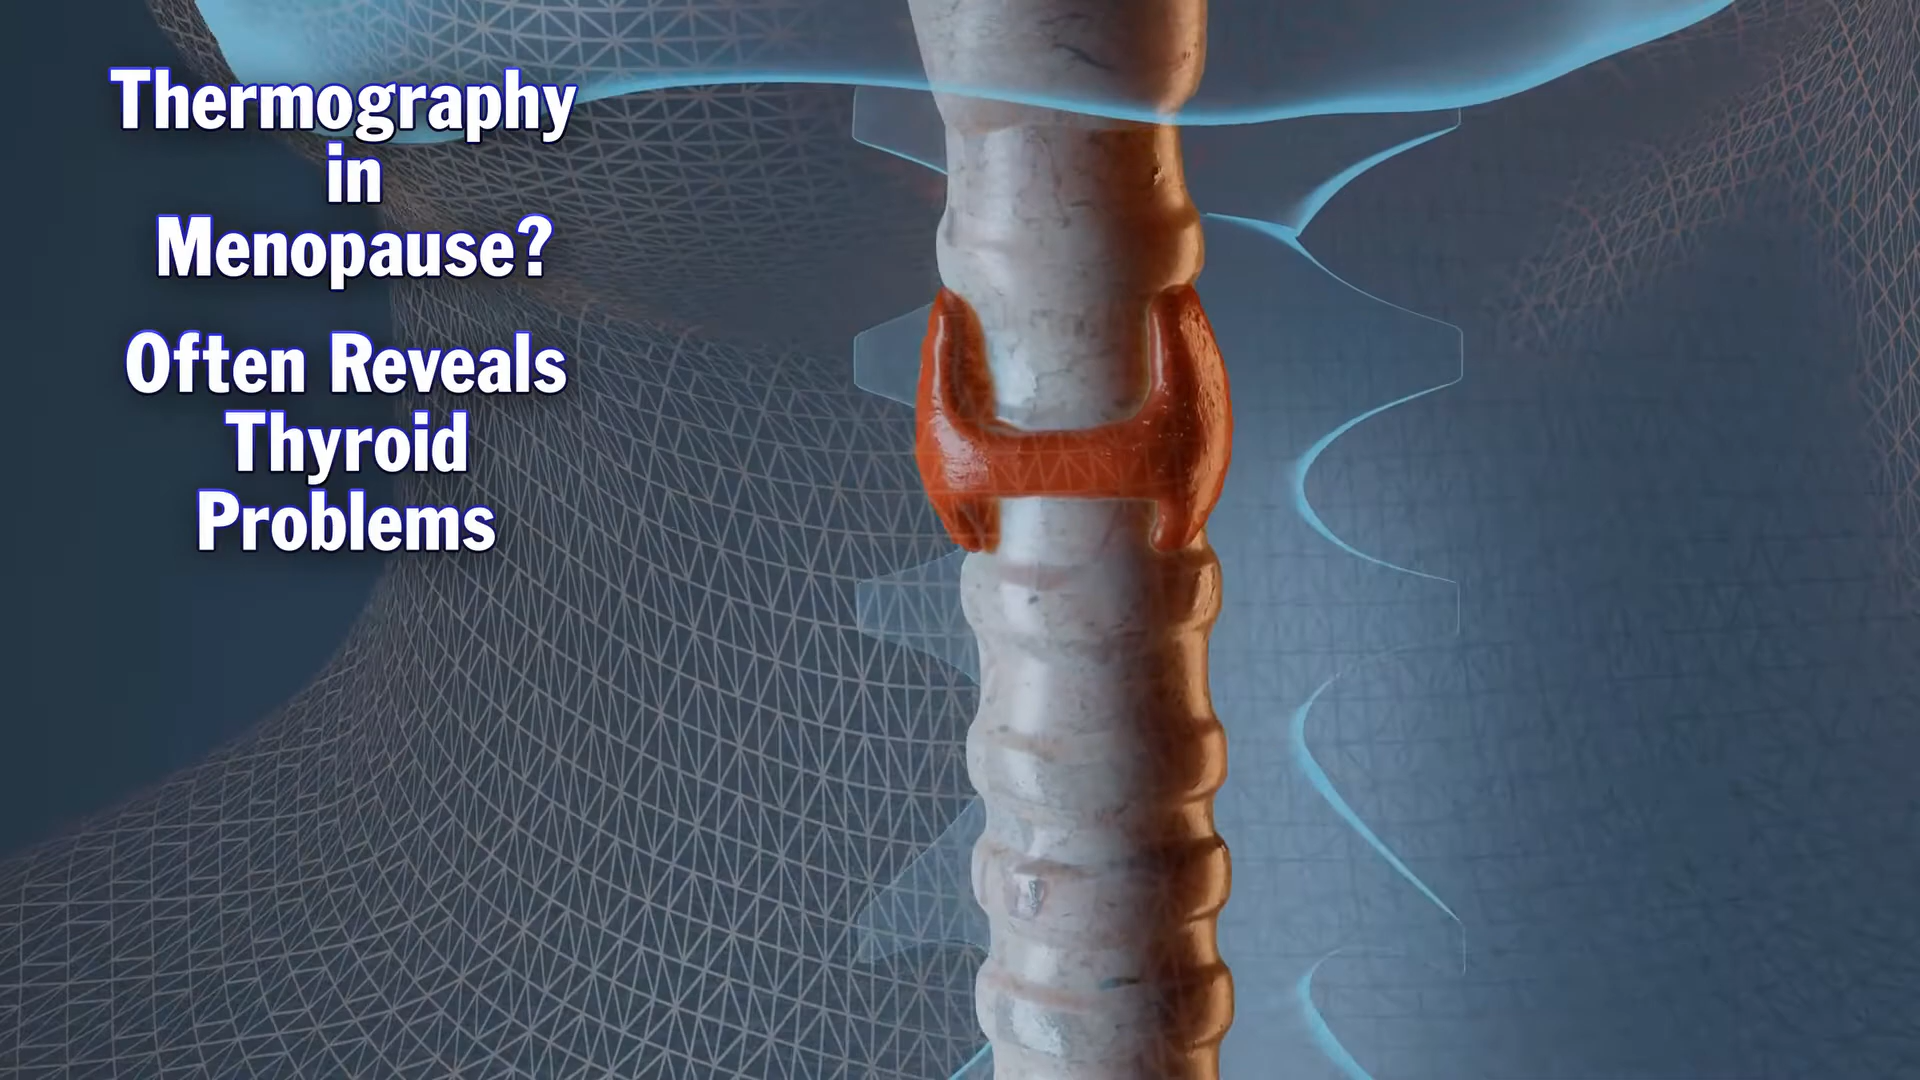 Thermography
in
Menopause?
Often Reveals
Thyroid
Problems